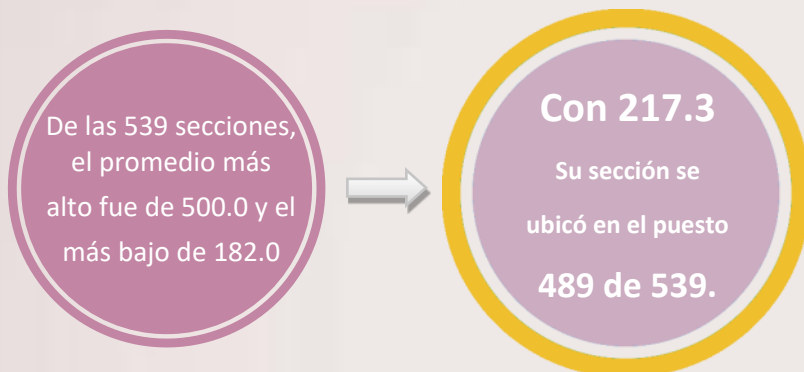 De las 539 secciones,
el promedio más
alto fue de 500.0 y el
más bajo de 182.0
Con 217.3
Su sección se
ubicó en el puesto
489 de 539.